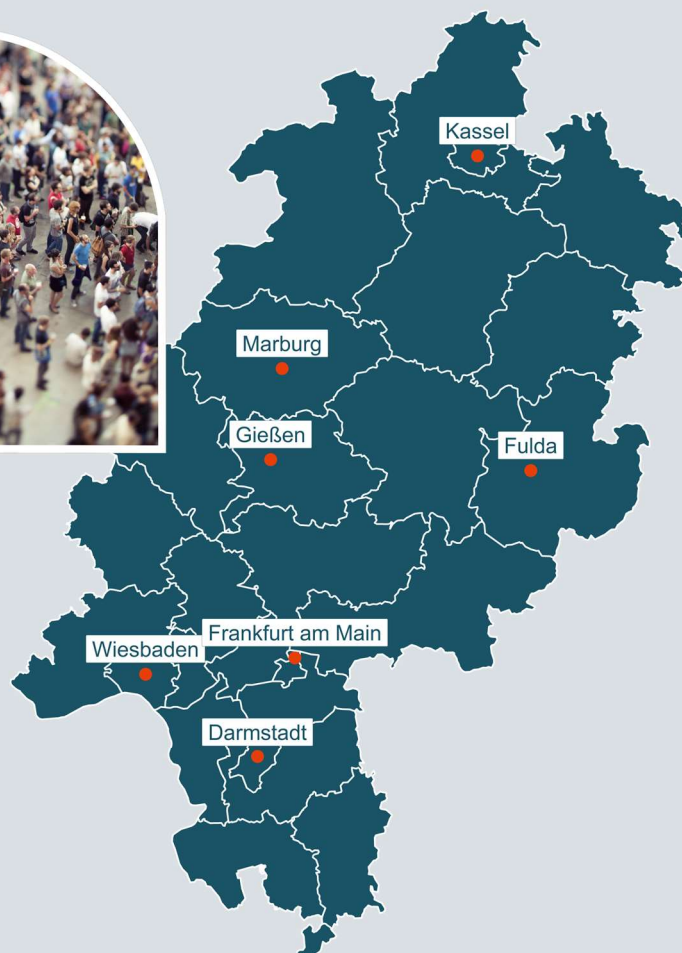 Kassel
Marburg
Gießen
Fulda
Frankfurt am Main
Wiesbaden
Darmstadt